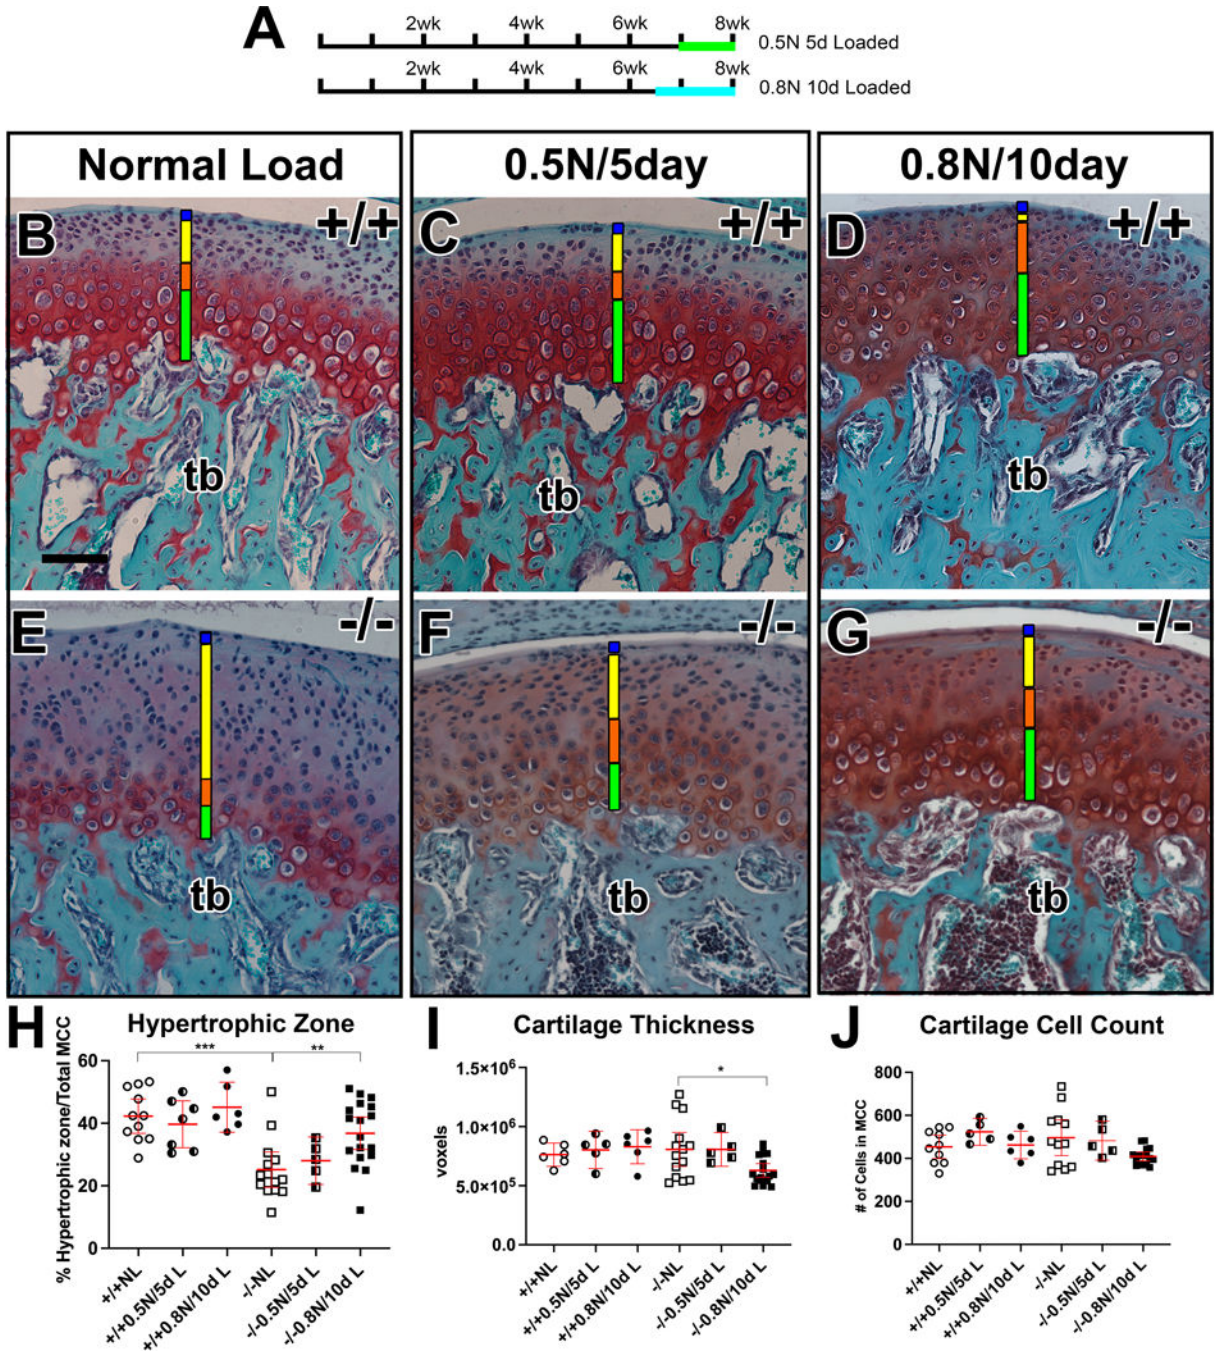 A
2wk 4wk 6wk 8wk
0.5N 5d Loaded
2wk 4wk 6wk 8wk
0.8N 10d Loaded
Normal Load
0.5N/5day
0.8N/10day
B +/+
C +/+
D +/+
tb
tb
tb
E -/-
F -/-
G -/-
tb
tb
tb
H Hypertrophic Zone
% Hypertrophic zone/Total MCC
*** **
60
40
20
0
+/+NL
+/+0.5N/5d L
+/+0.8N/10d L
-/-NL
-/-0.5N/5d L
-/-0.8N/10d L
I Cartilage Thickness
voxels
*
1.5×10⁶
1.0×10⁶
5.0×10⁵
0.0
+/+NL
+/+0.5N/5d L
+/+0.8N/10d L
-/-NL
-/-0.5N/5d L
-/-0.8N/10d L
J Cartilage Cell Count
# of Cells in MCC
800
600
400
200
0
+/+NL
+/+0.5N/5d L
+/+0.8N/10d L
-/-NL
-/-0.5N/5d L
-/-0.8N/10d L